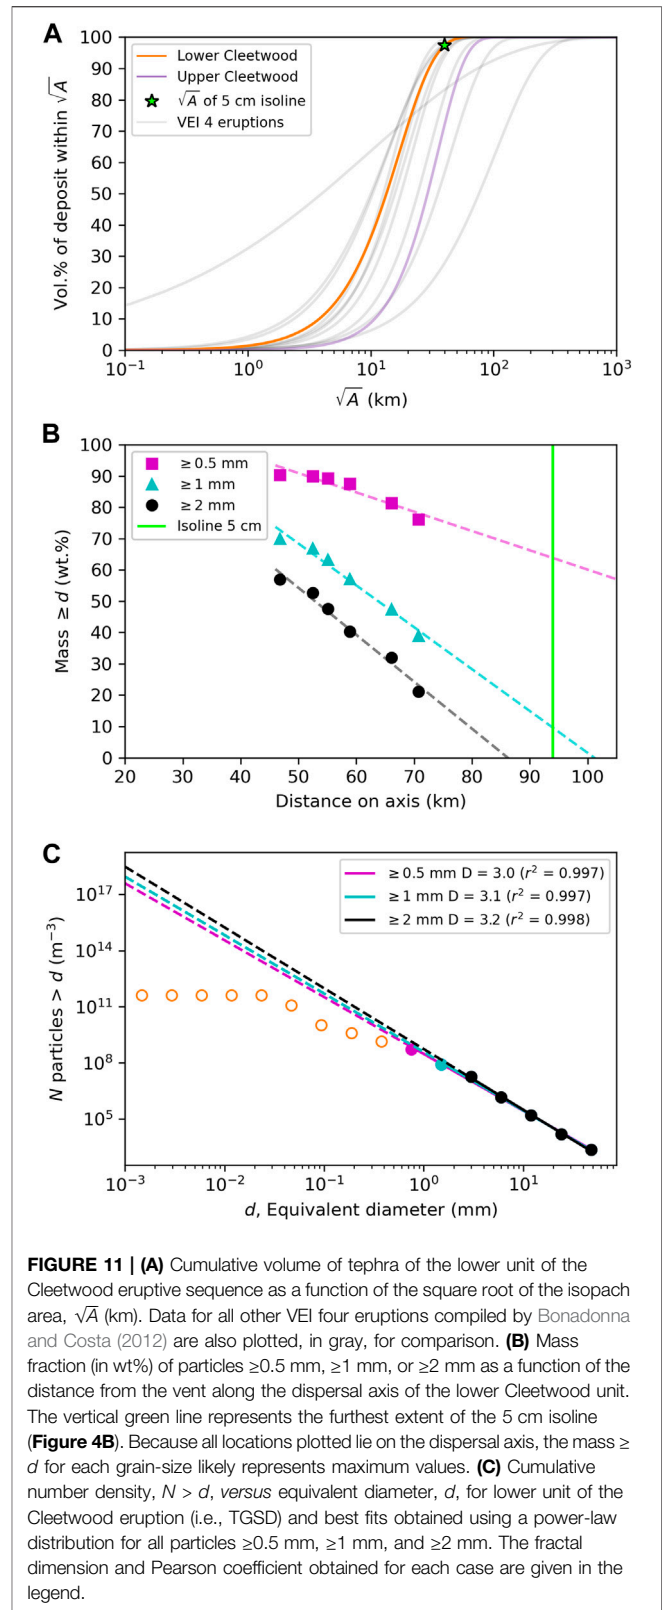 A
Vol.% of deposit within √A
100
90
80
70
60
50
40
30
20
10
0
Lower Cleetwood
Upper Cleetwood
√A of 5 cm isoline
VEI 4 eruptions
10⁻¹ 10⁰ 10¹ 10² 10³
√A (km)
B
Mass ≥ d (wt.%)
100
90
80
70
60
50
40
30
20
10
0
≥0.5 mm
≥1 mm
≥2 mm
Isoline 5 cm
20 30 40 50 60 70 80 90 100
Distance on axis (km)
C
N particles > d (m⁻³)
10¹⁷
10¹⁴
10¹¹
10⁸
10⁵
≥0.5 mm D = 3.0 (r² = 0.997)
≥1 mm D = 3.1 (r² = 0.997)
≥2 mm D = 3.2 (r² = 0.998)
10⁻³ 10⁻² 10⁻¹ 10⁰ 10¹
d, Equivalent diameter (mm)
FIGURE 11 | (A) Cumulative volume of tephra of the lower unit of the
Cleetwood eruptive sequence as a function of the square root of the isopach
area, √A (km). Data for all other VEI four eruptions compiled by Bonadonna
and Costa (2012) are also plotted, in gray, for comparison. (B) Mass
fraction (in wt%) of particles ≥0.5 mm, ≥1 mm, or ≥2 mm as a function of the
distance from the vent along the dispersal axis of the lower Cleetwood unit.
The vertical green line represents the furthest extent of the 5 cm isoline
(Figure 4B). Because all locations plotted lie on the dispersal axis, the mass ≥
d for each grain-size likely represents maximum values. (C) Cumulative
number density, N > d, versus equivalent diameter, d, for lower unit of the
Cleetwood eruption (i.e., TGSD) and best fits obtained using a power-law
distribution for all particles ≥0.5 mm, ≥1 mm, and ≥2 mm. The fractal
dimension and Pearson coefficient obtained for each case are given in the
legend.